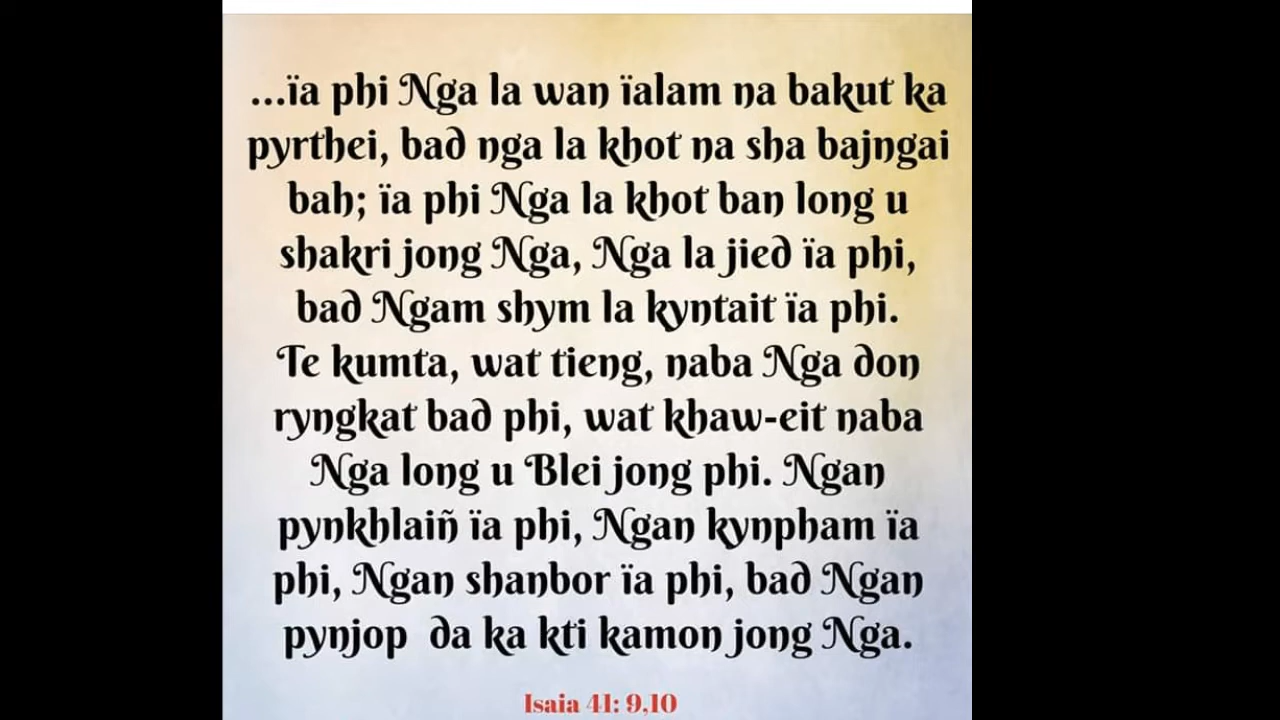 ...ïa phi Nga la wan ïalam na bakut ka
pyrthei, bad nga la khot na sha bajngai
bah; ïa phi Nga la khot ban long u
shakri jong Nga, Nga la jied ïa phi,
bad Ngam shym la kyntait ïa phi.
Te kumta, wat tieng, naba Nga don
ryngkat bad phi, wat khaw-eit naba
Nga long u Blei jong phi. Ngan
pynkhlaiñ ïa phi, Ngan kynpham ïa
phi, Ngan shanbor ïa phi, bad Ngan
pynjop da ka kti kamon jong Nga.
Isaia 41: 9,10